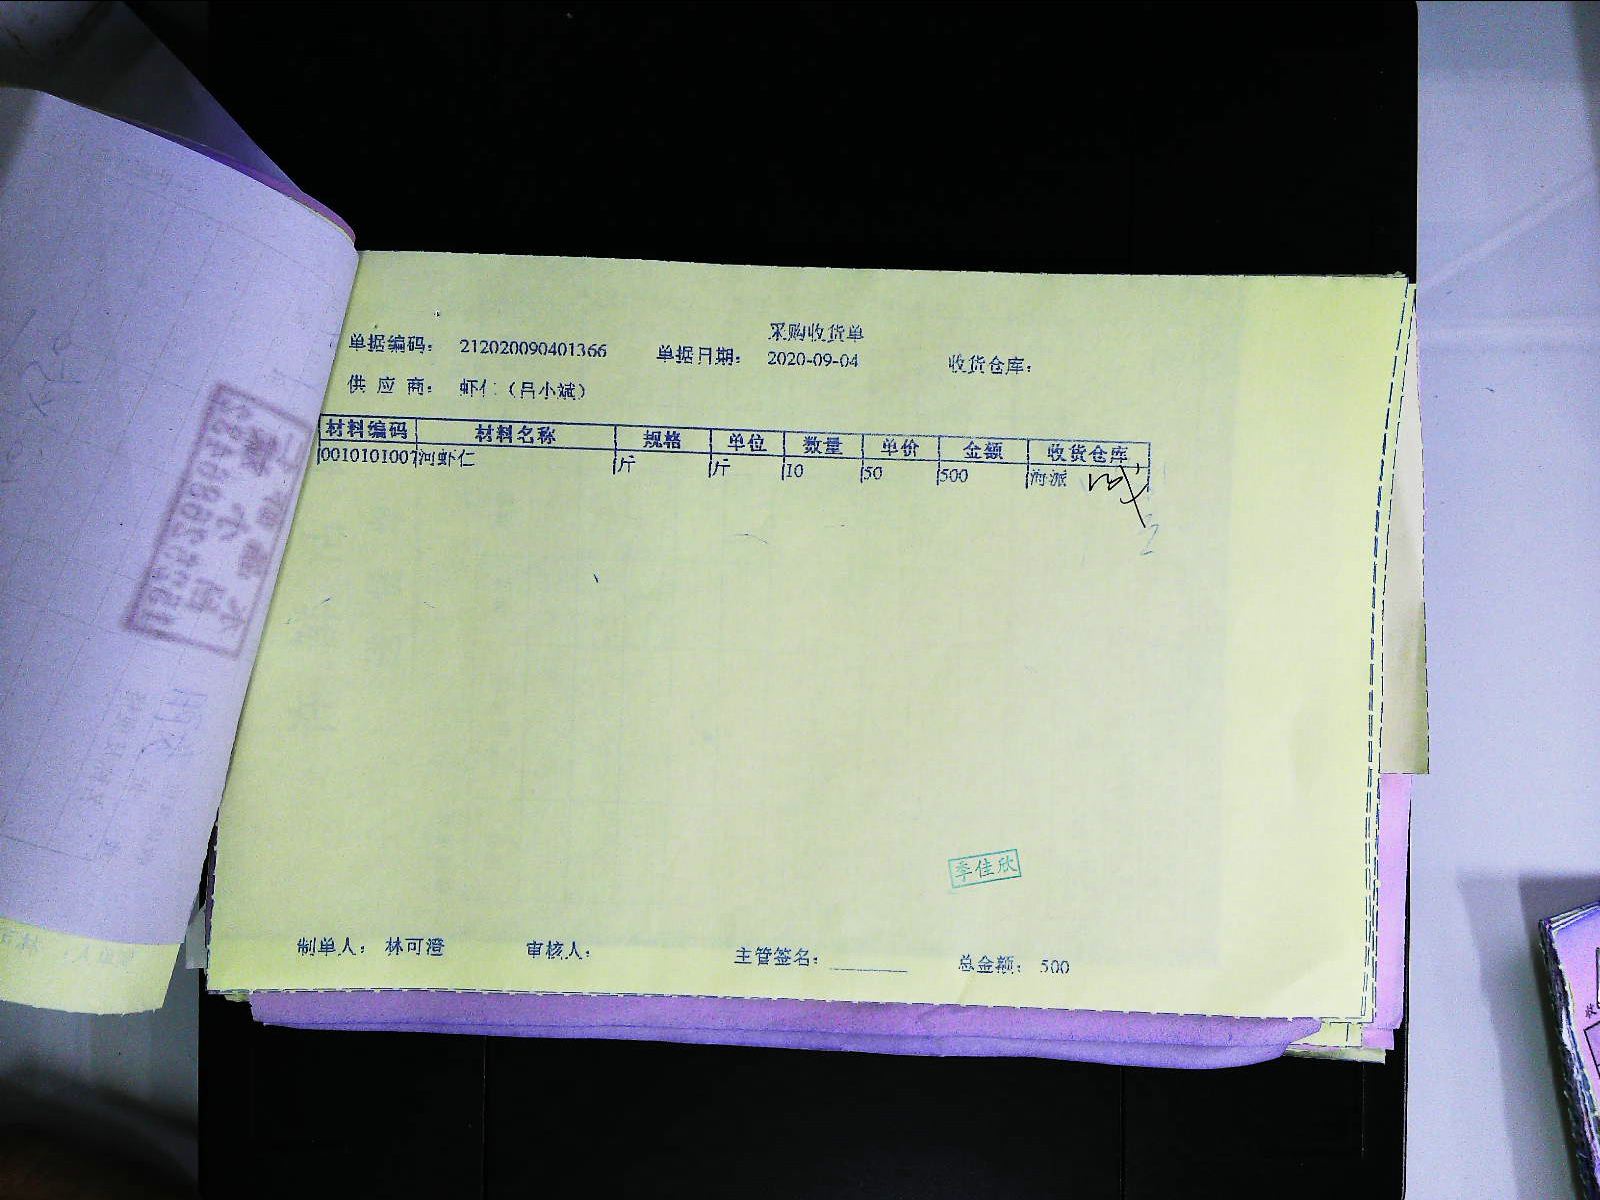 采购收货单
单据编码： 212020090401366 单据日期： 2020-09-04 收货仓库：
供 应 商： 虾仁（吕小斌）
材料编码 材料名称 规格 单位 数量 单价 金额 收货仓库
0010101007 河虾仁 斤 斤 10 50 500 海派
季佳欣
制单人： 林可澄 审核人： 主管签名： 总金额： 500